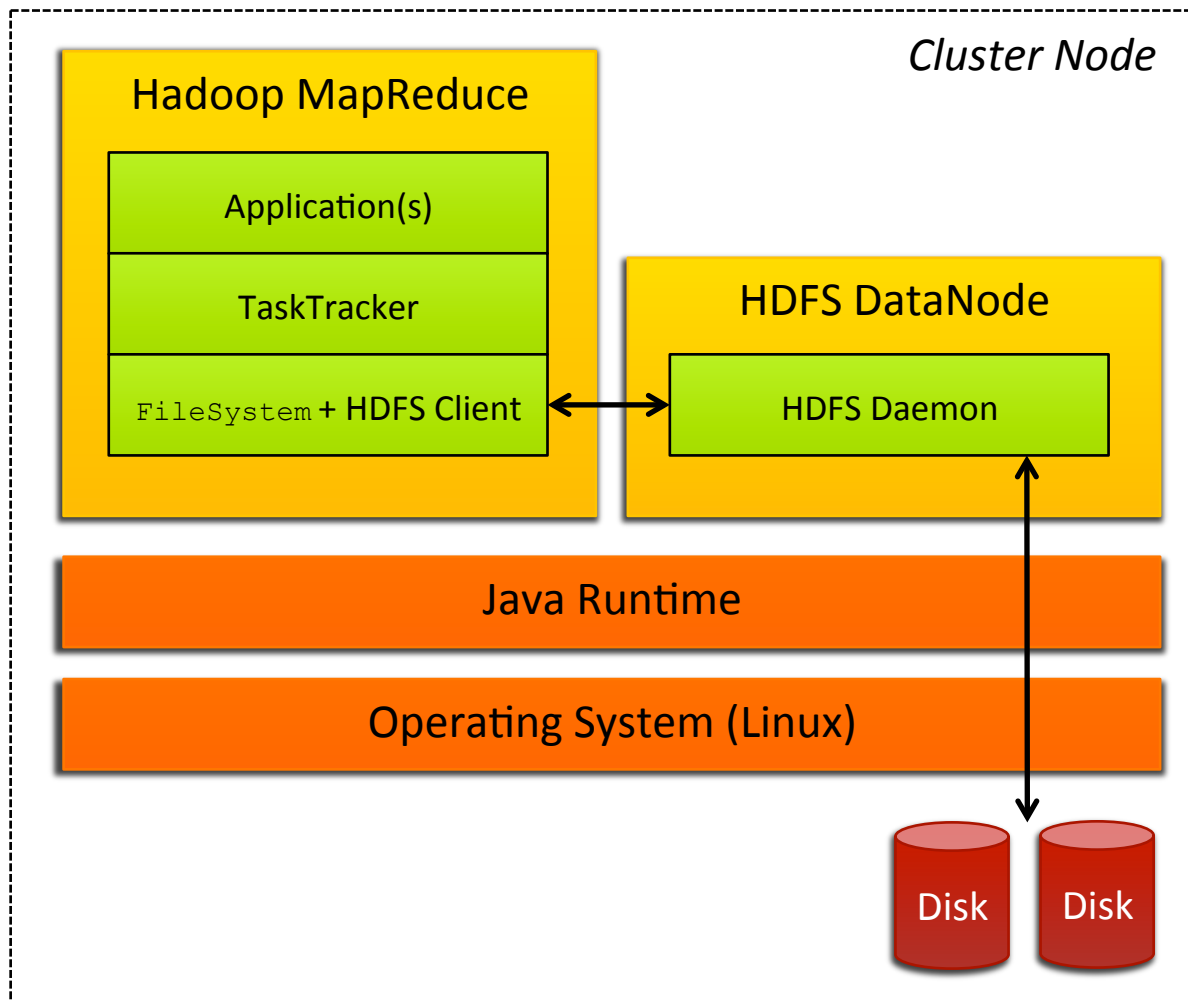 Cluster Node
Hadoop MapReduce
Application(s)
TaskTracker
FileSystem + HDFS Client
HDFS DataNode
HDFS Daemon
Java Runtime
Operating System (Linux)
Disk
Disk